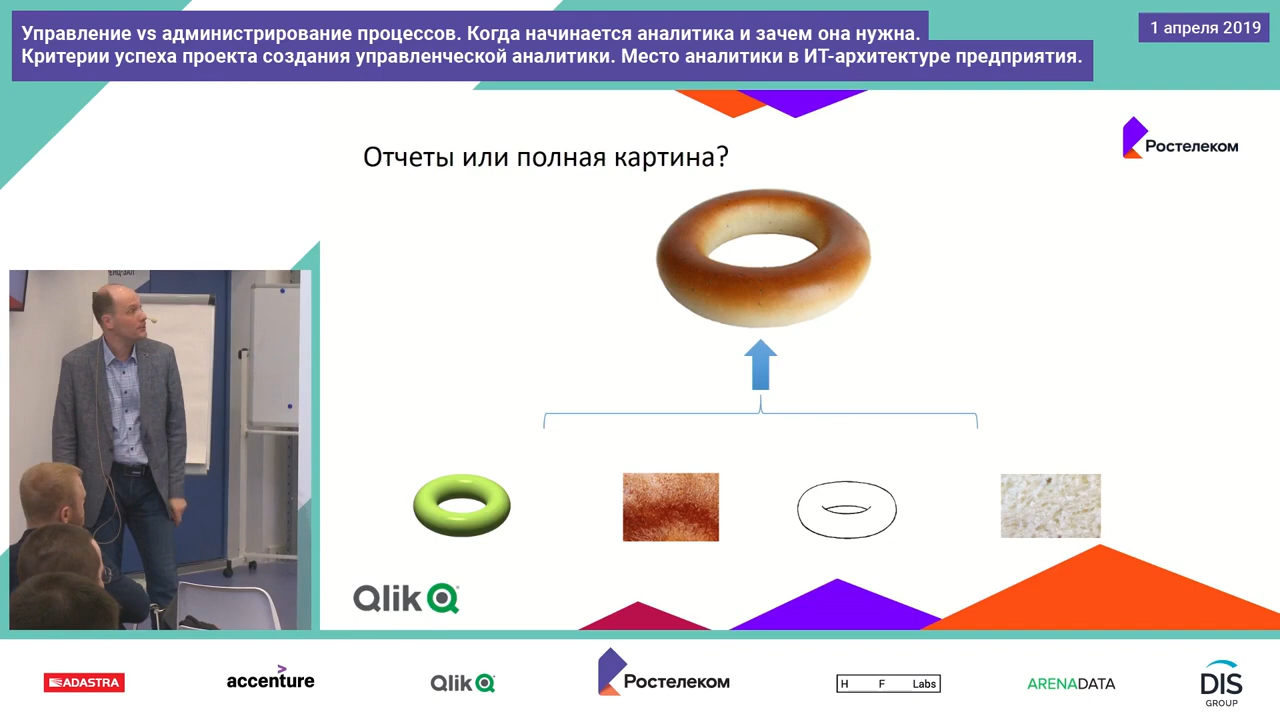 Управление vs администрирование процессов. Когда начинается аналитика и зачем она нужна.
Критерии успеха проекта создания управленческой аналитики. Место аналитики в ИТ-архитектуре предприятия.
1 апреля 2019
Ростелеком
Отчеты или полная картина?
Qlik
ADASTRA
accenture
Qlik
Ростелеком
H F Labs
ARENADATA
DIS
GROUP